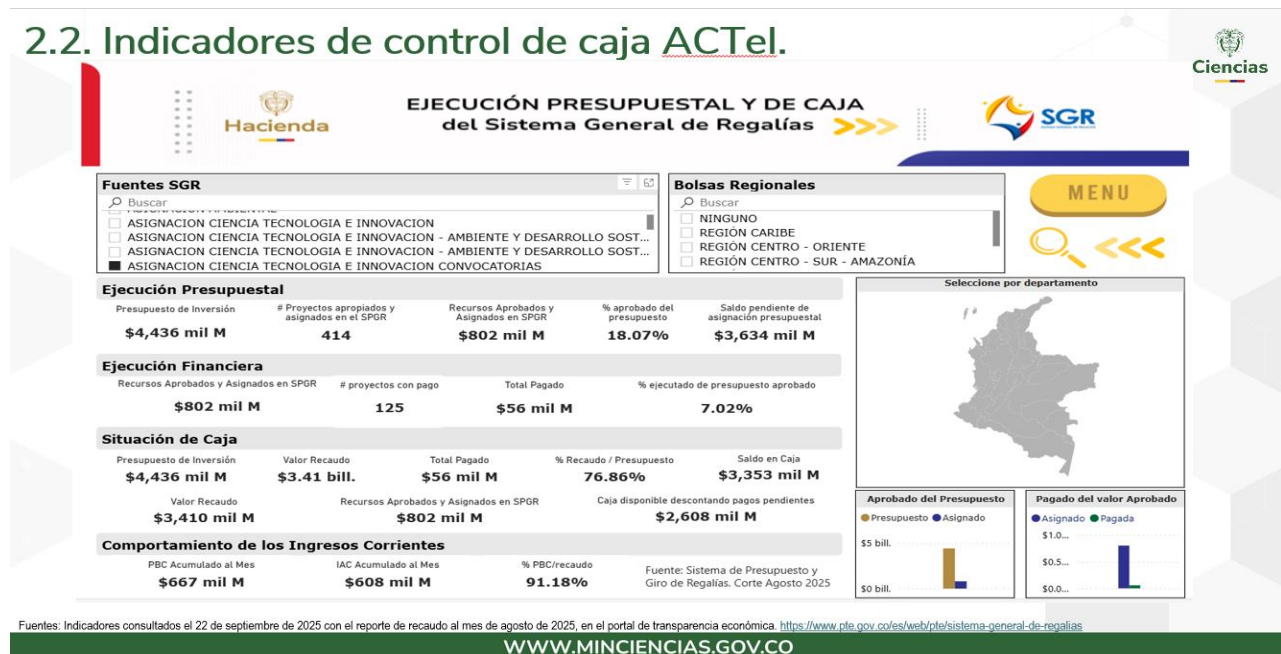 2.2. Indicadores de control de caja ACTeI.
Ciencias
Hacienda
EJECUCIÓN PRESUPUESTAL Y DE CAJA
del Sistema General de Regalías
SGR
Fuentes SGR
Buscar
ASIGNACION AMBIENTAL
ASIGNACION CIENCIA TECNOLOGIA E INNOVACION
ASIGNACION CIENCIA TECNOLOGIA E INNOVACION - AMBIENTE Y DESARROLLO SOST...
ASIGNACION CIENCIA TECNOLOGIA E INNOVACION - AMBIENTE Y DESARROLLO SOST...
ASIGNACION CIENCIA TECNOLOGIA E INNOVACION CONVOCATORIAS
Bolsas Regionales
Buscar
NINGUNO
REGIÓN CARIBE
REGIÓN CENTRO - ORIENTE
REGIÓN CENTRO - SUR - AMAZONÍA
MENU
Ejecución Presupuestal
Presupuesto de Inversión
$4,436 mil M
# Proyectos apropiados y
asignados en el SPGR
414
Recursos Aprobados y
Asignados en SPGR
$802 mil M
% aprobado del
presupuesto
18.07%
Saldo pendiente de
asignación presupuestal
$3,634 mil M
Ejecución Financiera
Recursos Aprobados y Asignados en SPGR
$802 mil M
# proyectos con pago
125
Total Pagado
$56 mil M
% ejecutado de presupuesto aprobado
7.02%
Situación de Caja
Presupuesto de Inversión
$4,436 mil M
Valor Recaudo
$3.41 bill.
Total Pagado
$56 mil M
% Recaudo / Presupuesto
76.86%
Saldo en Caja
$3,353 mil M
Valor Recaudo
$3,410 mil M
Recursos Aprobados y Asignados en SPGR
$802 mil M
Caja disponible descontando pagos pendientes
$2,608 mil M
Comportamiento de los Ingresos Corrientes
PBC Acumulado al Mes
$667 mil M
IAC Acumulado al Mes
$608 mil M
% PBC/recaudo
91.18%
Fuente: Sistema de Presupuesto y
Giro de Regalías. Corte Agosto 2025
Seleccione por departamento
Aprobado del Presupuesto
Presupuesto Asignado
$5 bill.
$0 bill.
Pagado del valor Aprobado
Asignado Pagada
$1.0...
$0.5...
$0.0...
Fuentes: Indicadores consultados el 22 de septiembre de 2025 con el reporte de recaudo al mes de agosto de 2025, en el portal de transparencia económica. https://www.pte.gov.co/es/web/pte/sistema-general-de-regalias
WWW.MINCIENCIAS.GOV.CO